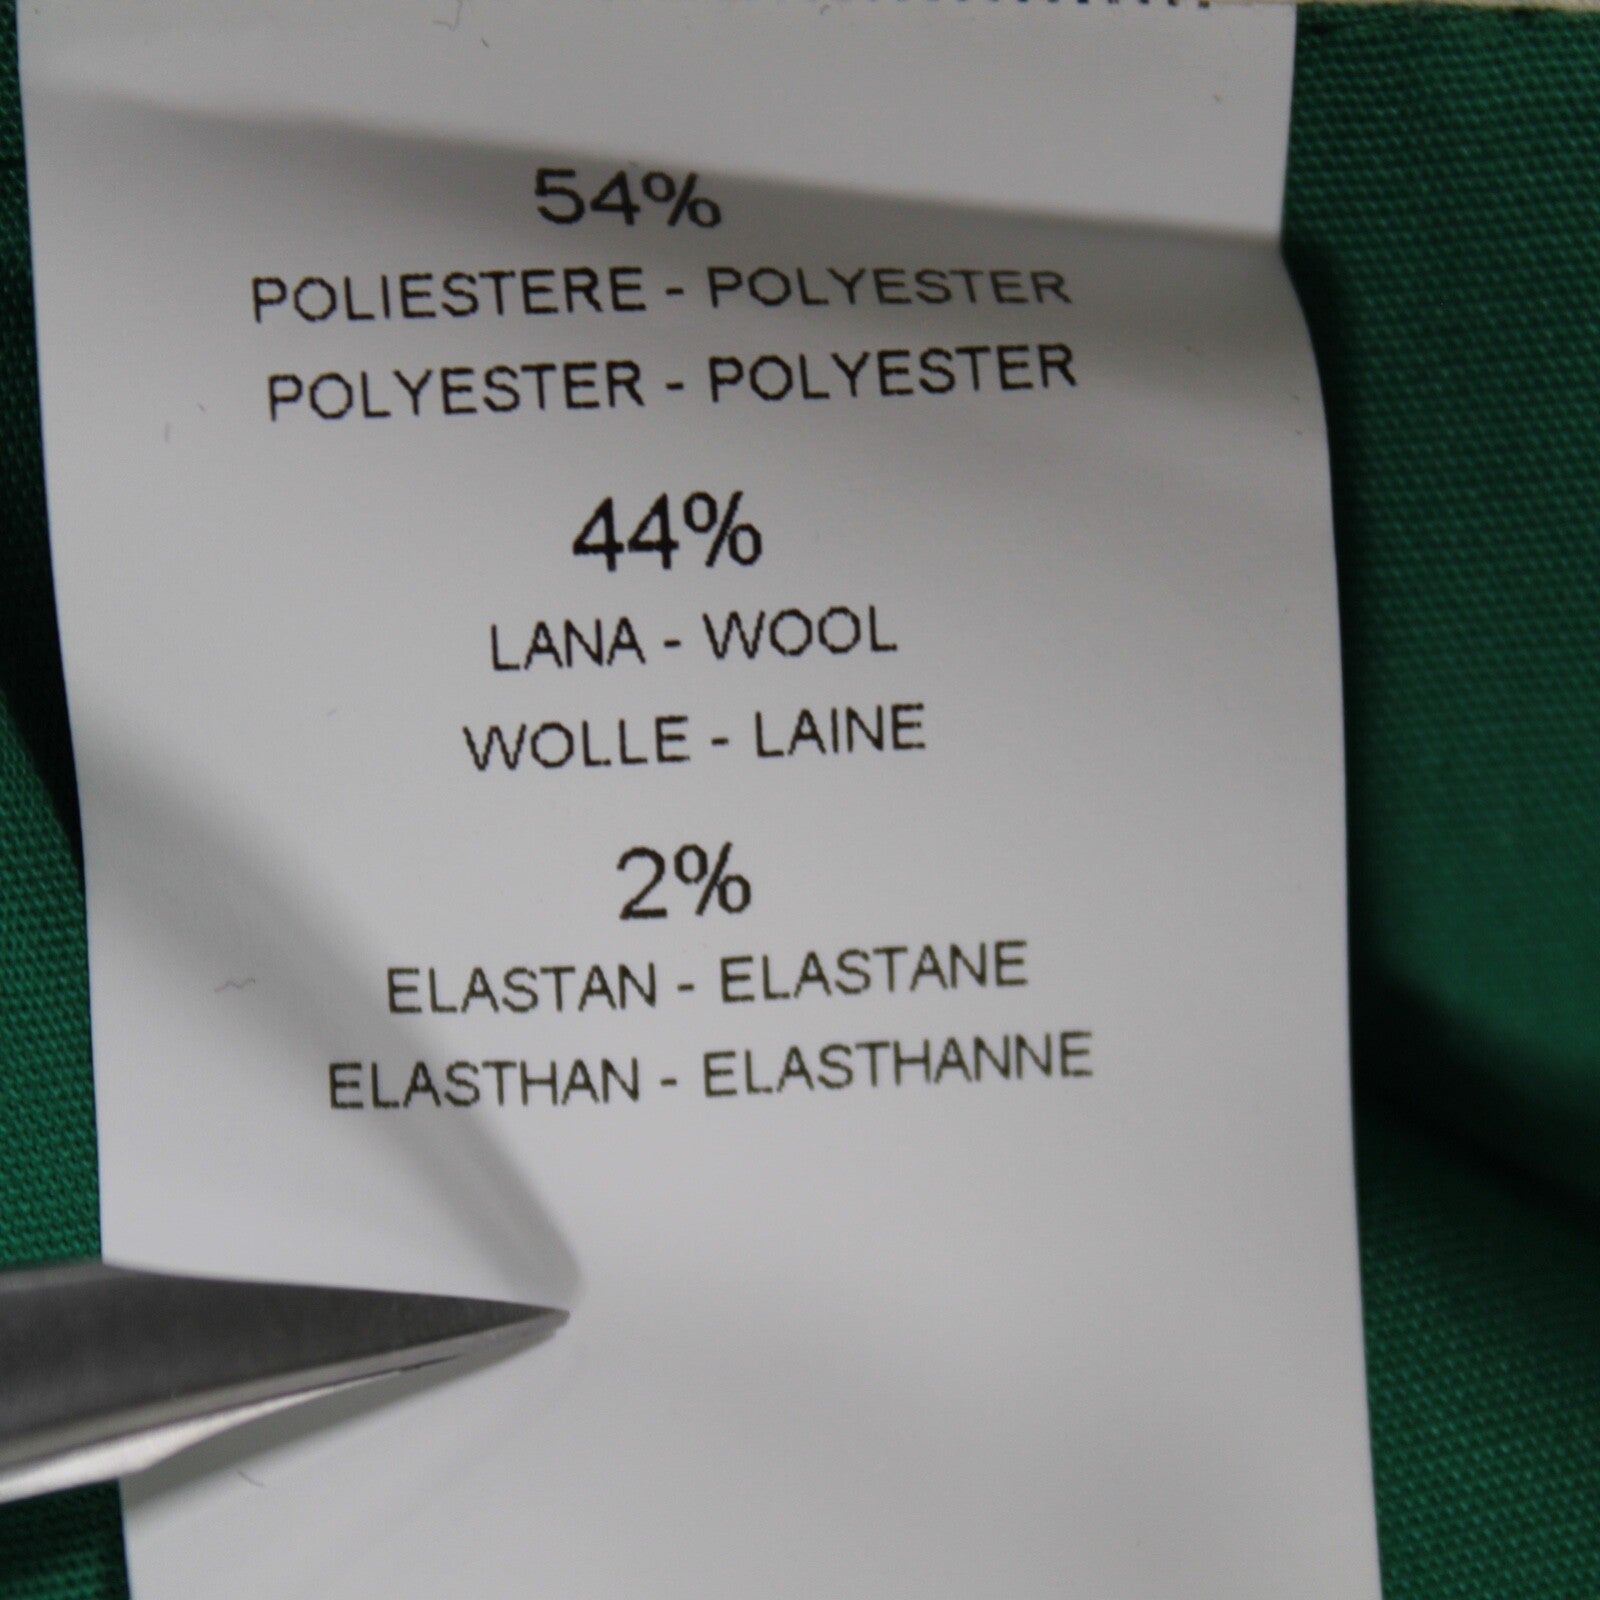 54%
POLIESTERE - POLYESTER
POLYESTER - POLYESTER
44%
LANA - WOOL
WOLLE - LAINE
2%
ELASTAN - ELASTANE
ELASTHAN - ELASTHANNE